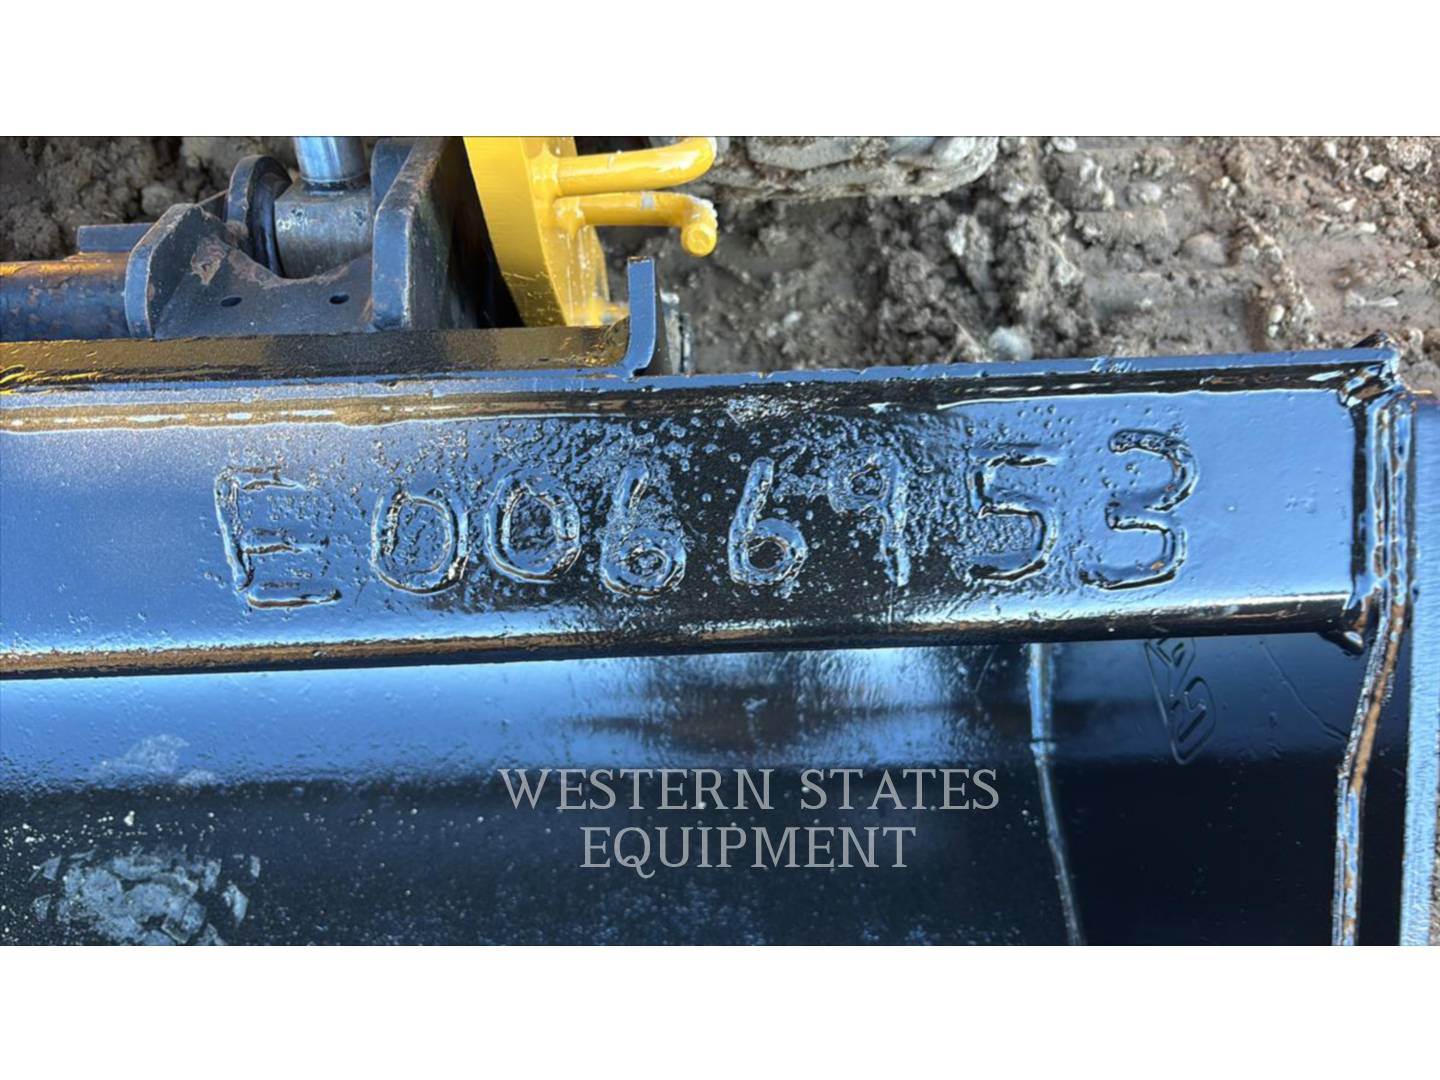 E0066953
WESTERN STATES
EQUIPMENT